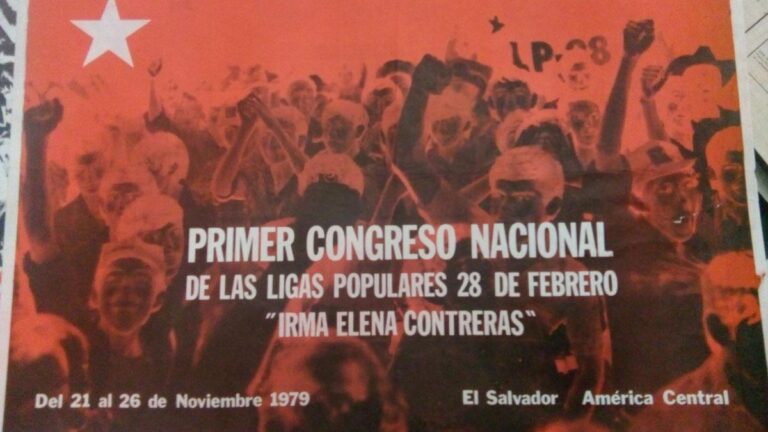 LP-28
PRIMER CONGRESO NACIONAL
DE LAS LIGAS POPULARES 28 DE FEBRERO
"IRMA ELENA CONTRERAS"
Del 21 al 26 de Noviembre 1979 El Salvador América Central